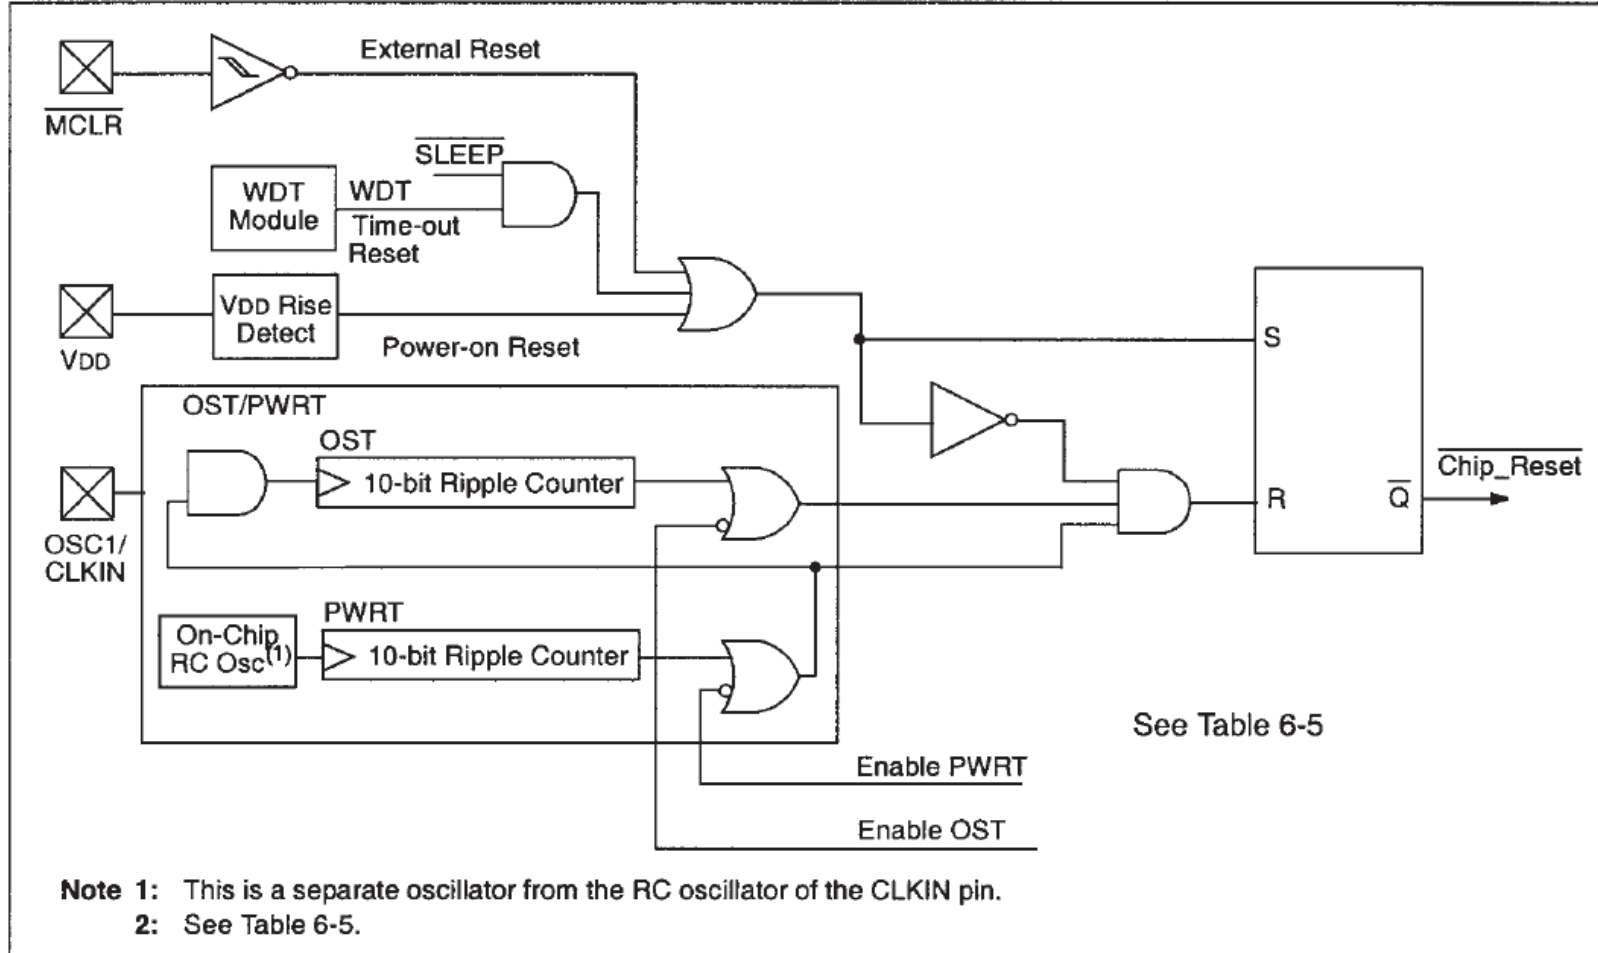 External Reset
M̅C̅L̅R̅
S̅L̅E̅E̅P̅
WDT
Module
WDT
Time-out
Reset
VDD Rise
Detect
VDD
Power-on Reset
S
OST/PWRT
OST
10-bit Ripple Counter
C̅h̅i̅p̅_̅R̅e̅s̅e̅t̅
R
Q̅
OSC1/
CLKIN
PWRT
On-Chip
RC Osc(1)
10-bit Ripple Counter
See Table 6-5
Enable PWRT
Enable OST
Note 1: This is a separate oscillator from the RC oscillator of the CLKIN pin.
2: See Table 6-5.